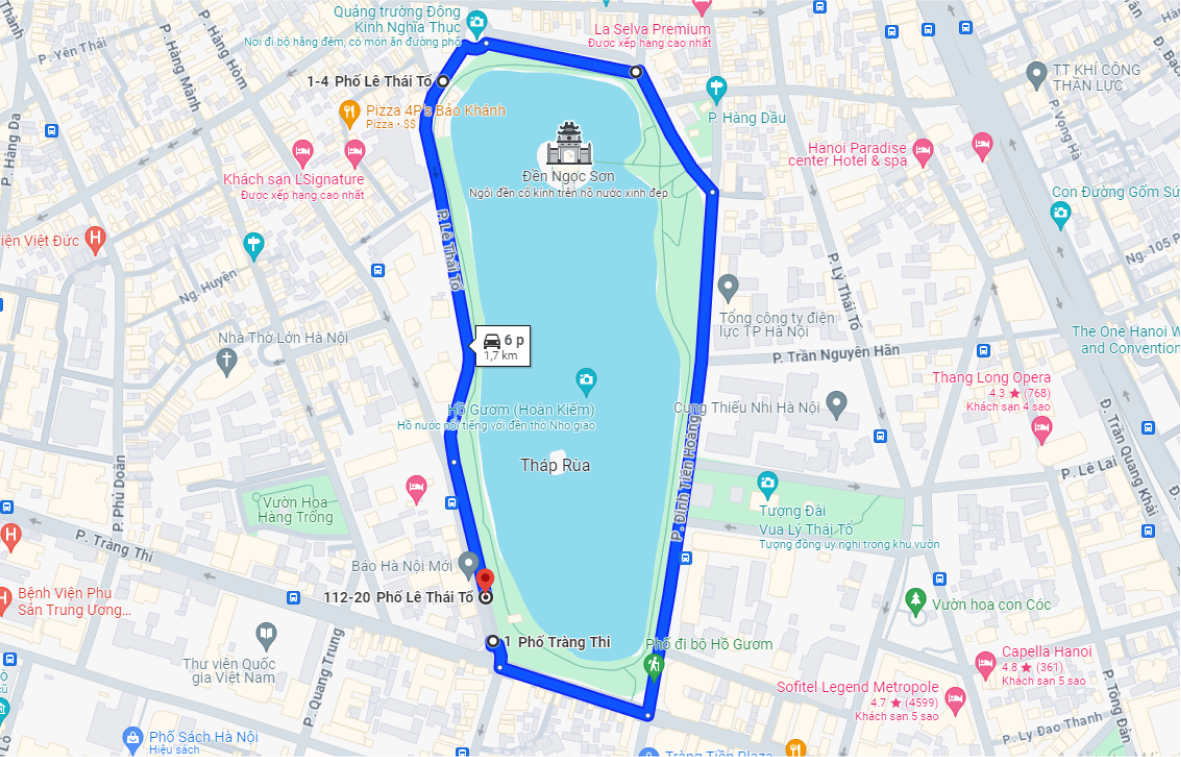 Quảng trường Đông
Kinh Nghĩa Thục
Nơi đi bộ hàng đêm, có món ăn đường phố
La Selva Premium
Được xếp hạng cao nhất
P. Yên Thái
P. Hàng Mành
P. Hàng Hòm
1-4 Phố Lê Thái Tổ
TT KHÍ CÔNG
THÂN LỰC
P. Vọng Hà
Pizza 4P's Bảo Khánh
Pizza • $$
P. Hàng Dầu
P. Hàng Da
Hanoi Paradise
center Hotel & spa
Khách sạn L'Signature
Được xếp hạng cao nhất
Đền Ngọc Sơn
Ngôi đền cổ kính trên hồ nước xinh đẹp
Con Đường Gốm Sứ
iện Việt Đức
P. Lê Thái Tổ
Ng. Huyện
P. Lý Thái Tổ
Tổng công ty điện
lực TP Hà Nội
Nhà Thờ Lớn Hà Nội
6 p
1,7 km
P. Trần Nguyên Hãn
The One Hanoi W
and Convention
Thang Long Opera
4.3 ★ (768)
Khách sạn 4 sao
Hồ Gươm (Hoàn Kiếm)
Hồ nước nổi tiếng với đền thờ Nho giáo
Cung Thiếu Nhi Hà Nội
P. Đinh Tiên Hoàng
Đ. Trần Quang Khải
Tháp Rùa
P. Lê Lai
P. Phủ Doãn
Vườn Hoa
Hàng Trống
Tượng Đài
Vua Lý Thái Tổ
Tượng đồng uy nghi trong khu vườn
P. Tràng Thi
Báo Hà Nội Mới
112-20 Phố Lê Thái Tổ
Bệnh Viện Phụ
Sản Trung Ương...
Vườn hoa con Cóc
1 Phố Tràng Thi
Phố đi bộ Hồ Gươm
Thư viện Quốc
gia Việt Nam
P. Quang Trung
Capella Hanoi
4.8 ★ (361)
Khách sạn 5 sao
Sofitel Legend Metropole
4.7 ★ (4599)
Khách sạn 5 sao
P. Tông Đản
Phố Sách Hà Nội
Hiệu sách
P. Lý Đạo Thành
Tràng Tiền Plaza